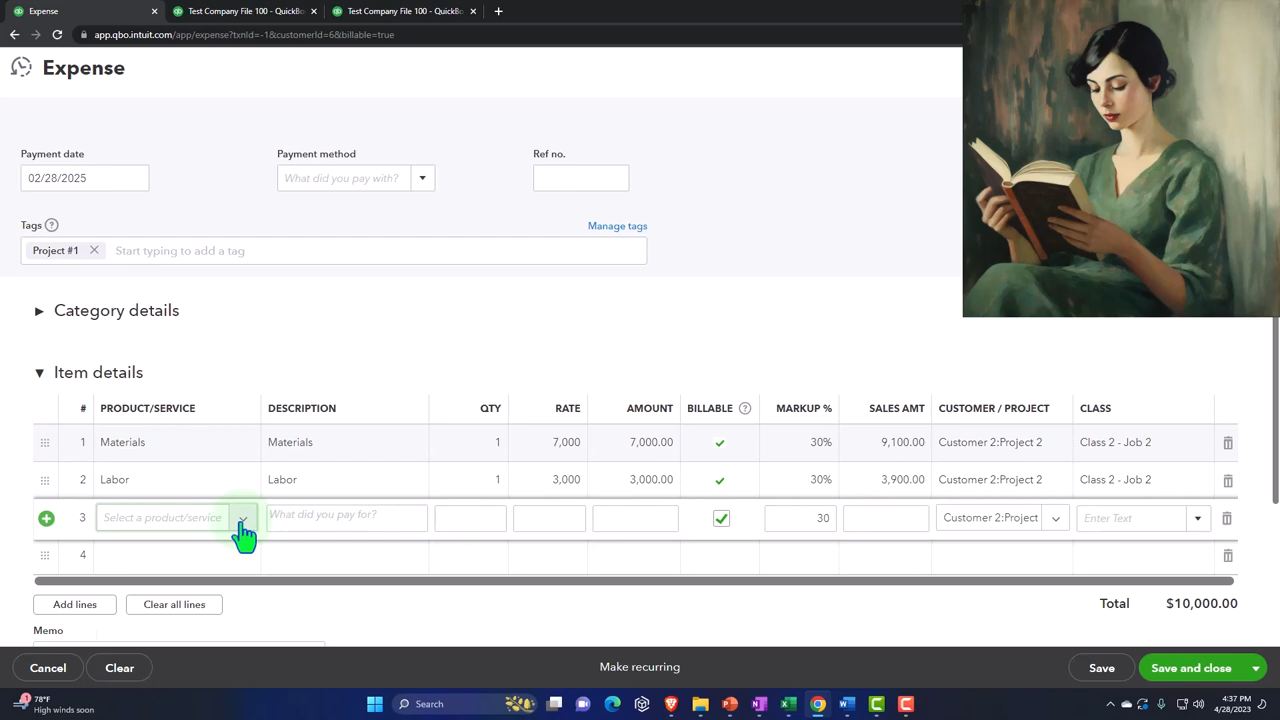 Expense
Test Company File 100 - QuickBo
Test Company File 100 - QuickBo
app.qbo.intuit.com/app/expense?txnId=-1&customerId=6&billable=true
Expense
Payment date
Payment method
Ref no.
02/28/2025
What did you pay with?
Tags
Manage tags
Project #1
Start typing to add a tag
Category details
Item details
# PRODUCT/SERVICE DESCRIPTION QTY RATE AMOUNT BILLABLE MARKUP % SALES AMT CUSTOMER / PROJECT CLASS
1 Materials Materials 1 7,000 7,000.00 30% 9,100.00 Customer 2:Project 2 Class 2 - Job 2
2 Labor Labor 1 3,000 3,000.00 30% 3,900.00 Customer 2:Project 2 Class 2 - Job 2
3 Select a product/service What did you pay for? 30 Customer 2:Project Enter Text
4
Add lines Clear all lines Total $10,000.00
Memo
Cancel Clear Make recurring Save Save and close
1 78°F
High winds soon
Search
4:37 PM
4/28/2023